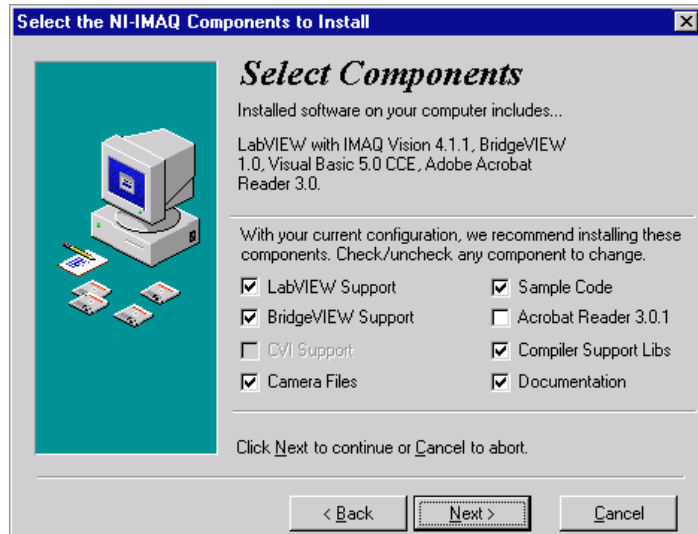 Select the NI-IMAQ Components to Install
Select Components
Installed software on your computer includes...
LabVIEW with IMAQ Vision 4.1.1, BridgeVIEW
1.0, Visual Basic 5.0 CCE, Adobe Acrobat
Reader 3.0.
With your current configuration, we recommend installing these
components. Check/uncheck any component to change.
LabVIEW Support
Sample Code
BridgeVIEW Support
Acrobat Reader 3.0.1
CVI Support
Compiler Support Libs
Camera Files
Documentation
Click Next to continue or Cancel to abort.
< Back
Next >
Cancel